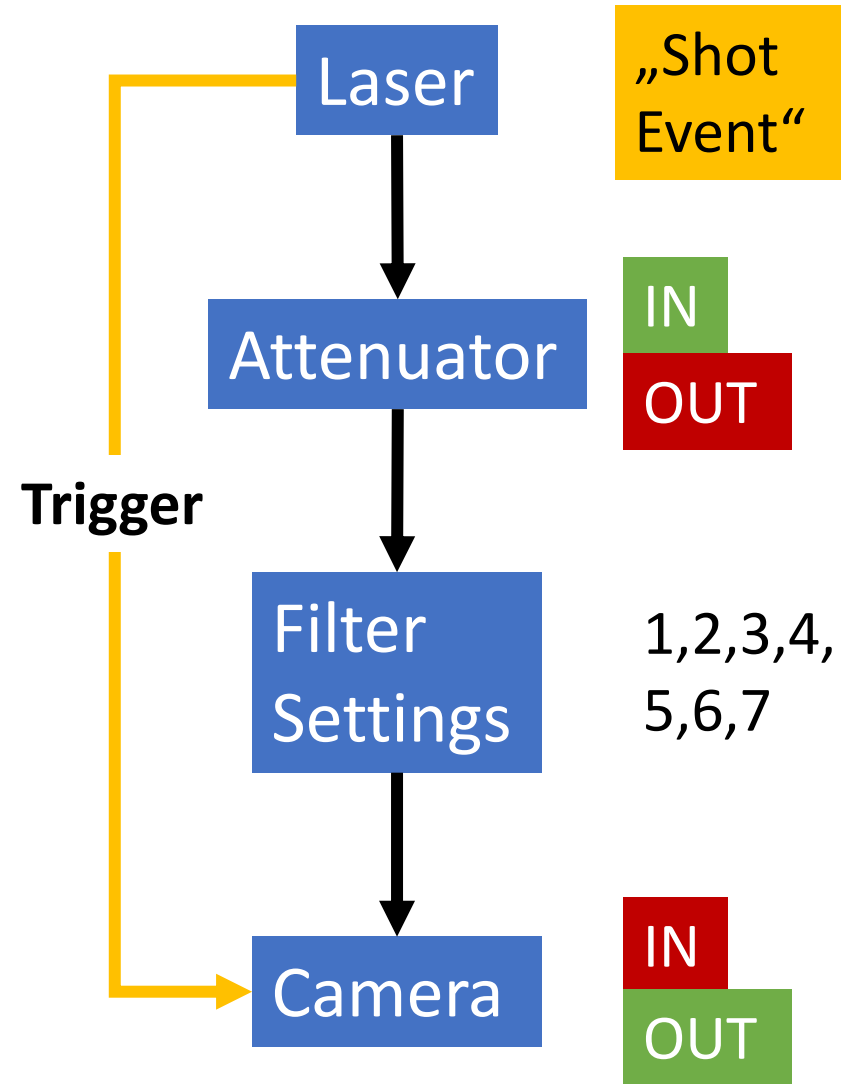 Laser
„Shot
Event“
IN
Attenuator
OUT
Trigger
Filter
Settings
1,2,3,4,
5,6,7
IN
Camera
OUT